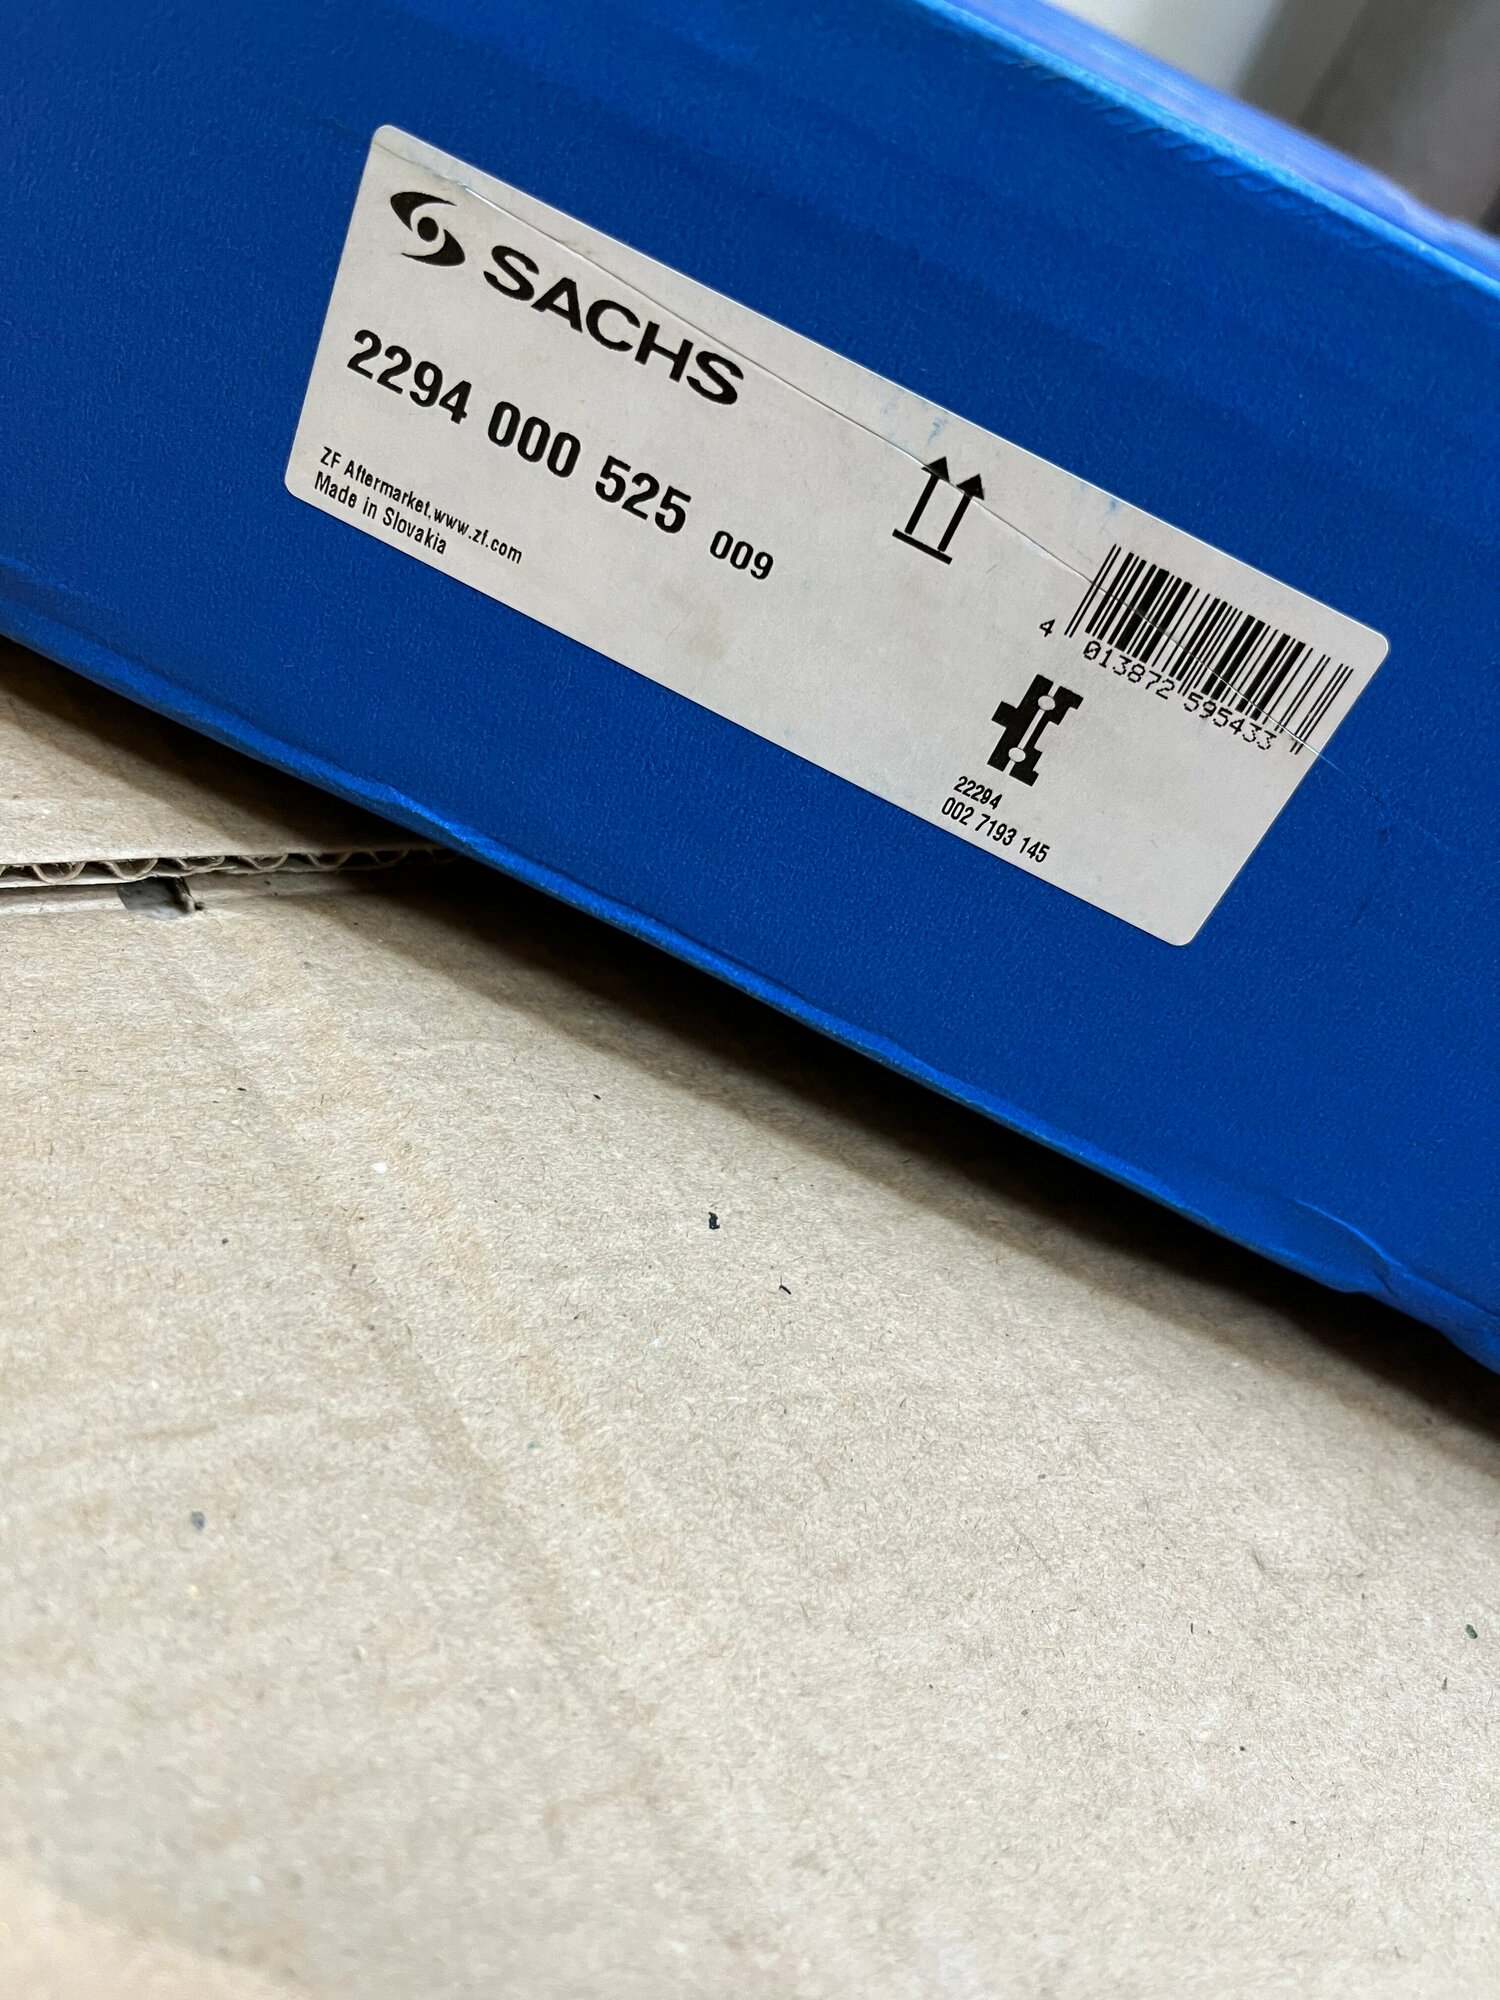 SACHS
2294 000 525 009
ZF Aftermarket,www.zf.com
Made in Slovakia
4 013872 595433
22294
002 7193 145